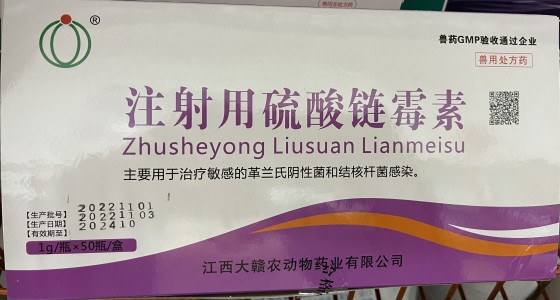 ®
兽药GMP验收通过企业
兽用处方药
注射用硫酸链霉素
Zhusheyong Liusuan Lianmeisu
主要用于治疗敏感的革兰氏阴性菌和结核杆菌感染。
【生产批号】 20221101
【生产日期】 20221103
【有效期至】 202410
1g/瓶×50瓶/盒
江西大赣农动物药业有限公司